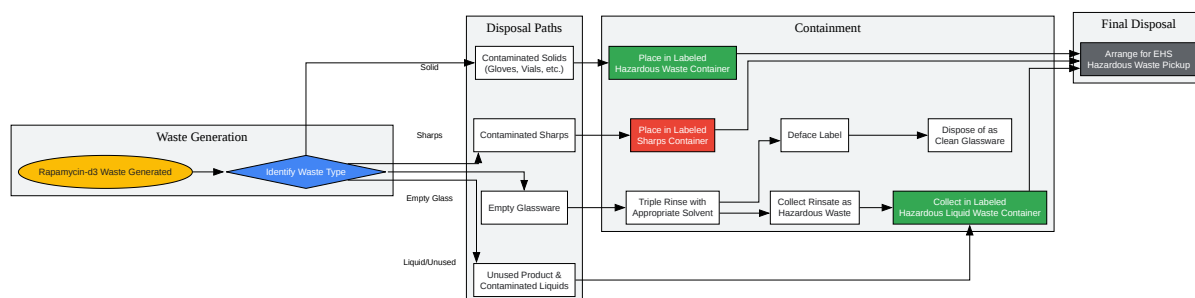 Waste Generation
Rapamycin-d3 Waste Generated
Identify Waste Type
Solid
Sharps
Empty Glass
Liquid/Unused
Disposal Paths
Contaminated Solids
(Gloves, Vials, etc.)
Contaminated Sharps
Empty Glassware
Unused Product &
Contaminated Liquids
Containment
Place in Labeled
Hazardous Waste Container
Place in Labeled
Sharps Container
Deface Label
Dispose of as
Clean Glassware
Triple Rinse with
Appropriate Solvent
Collect Rinsate as
Hazardous Waste
Collect in Labeled
Hazardous Liquid Waste Container
Final Disposal
Arrange for EHS
Hazardous Waste Pickup